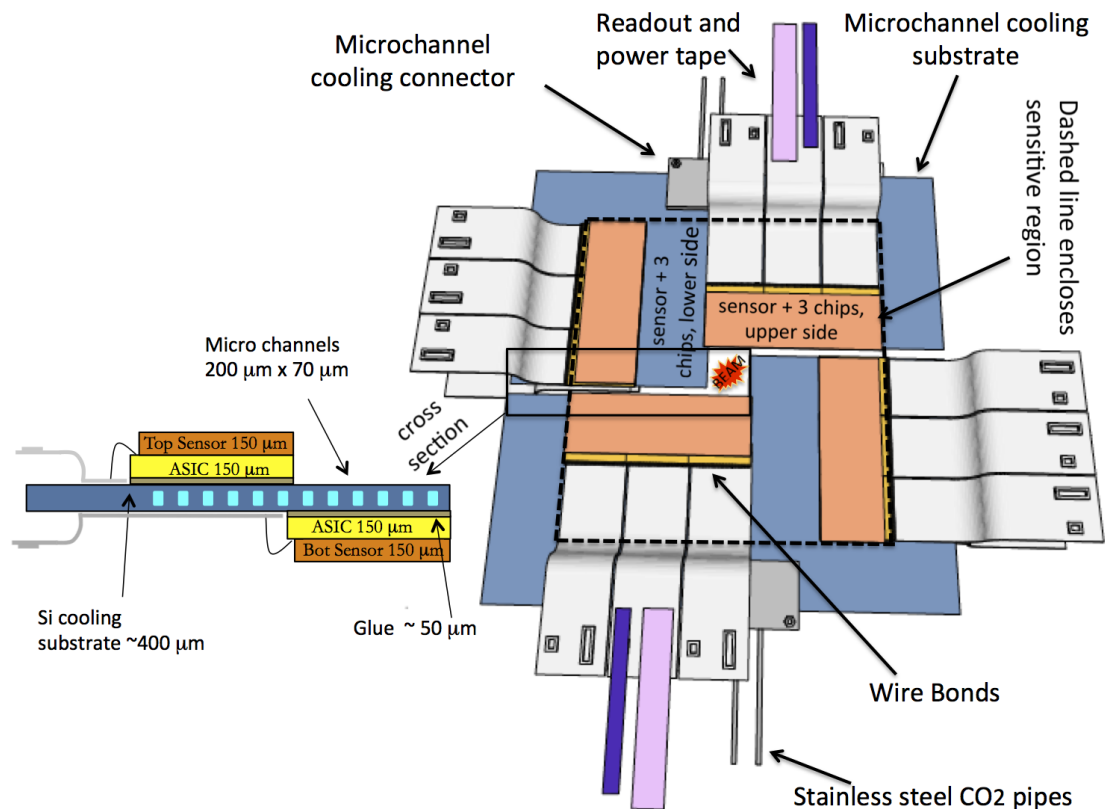 Readout and
power tape
Microchannel cooling
substrate
Microchannel
cooling connector
Dashed line encloses
sensitive region
sensor + 3
chips, lower side
sensor + 3 chips,
upper side
BEAM
Micro channels
200 μm x 70 μm
cross
section
Top Sensor 150 μm
ASIC 150 μm
ASIC 150 μm
Bot Sensor 150 μm
Si cooling
substrate ~400 μm
Glue ~ 50 μm
Wire Bonds
Stainless steel CO2 pipes